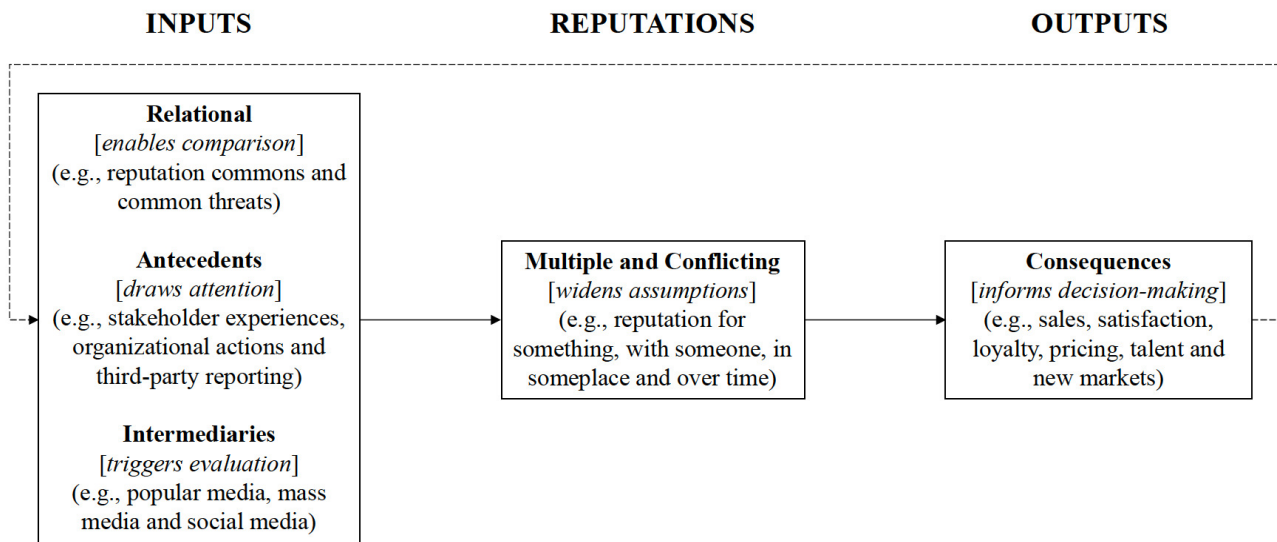 INPUTS
REPUTATIONS
OUTPUTS
Relational
[enables comparison]
(e.g., reputation commons and
common threats)
Antecedents
[draws attention]
(e.g., stakeholder experiences,
organizational actions and
third-party reporting)
Intermediaries
[triggers evaluation]
(e.g., popular media, mass
media and social media)
Multiple and Conflicting
[widens assumptions]
(e.g., reputation for
something, with someone, in
someplace and over time)
Consequences
[informs decision-making]
(e.g., sales, satisfaction,
loyalty, pricing, talent and
new markets)